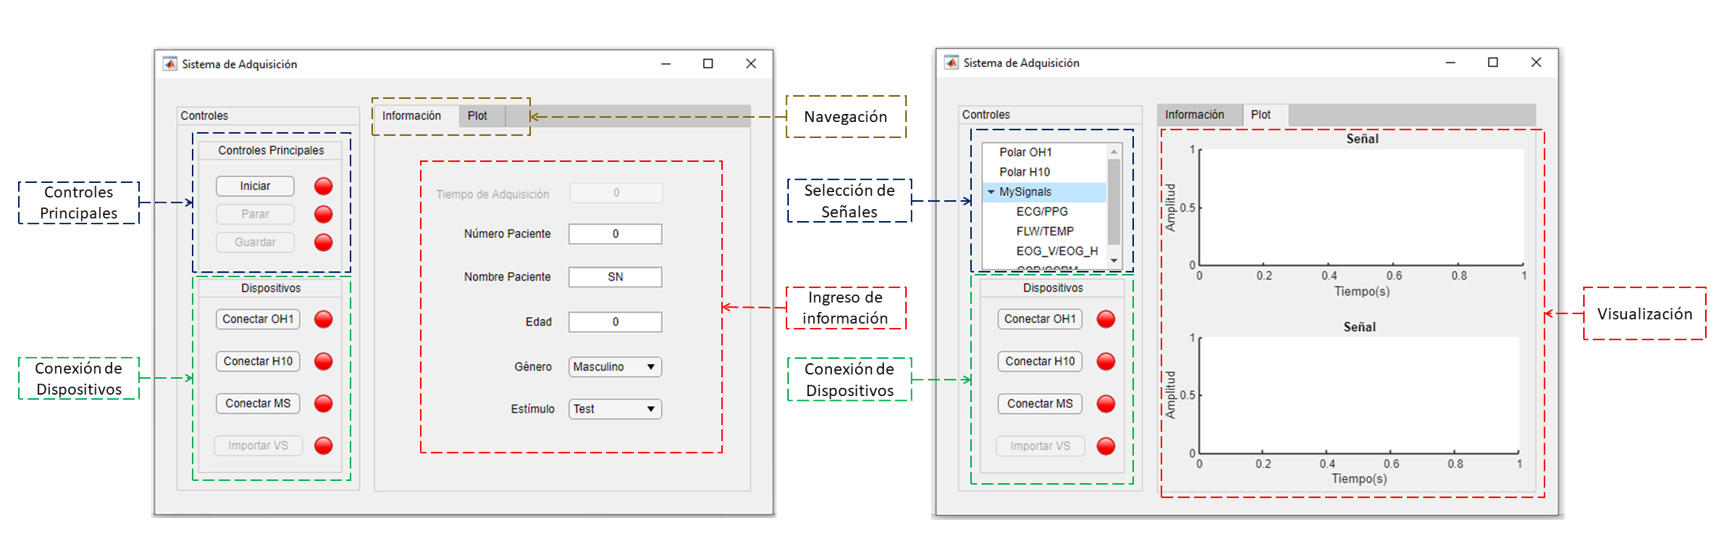 Sistema de Adquisición
Controles
Información
Plot
Controles Principales
Iniciar
Parar
Guardar
Dispositivos
Conectar OH1
Conectar H10
Conectar MS
Importar VS
Tiempo de Adquisición
0
Número Paciente
0
Nombre Paciente
SN
Edad
0
Género
Masculino
Estímulo
Test
Controles
Principales
Conexión de
Dispositivos
Navegación
Ingreso de
información
Selección de
Señales
Conexión de
Dispositivos
Sistema de Adquisición
Controles
Información
Plot
Polar OH1
Polar H10
MySignals
ECG/PPG
FLW/TEMP
EOG_V/EOG_H
Dispositivos
Conectar OH1
Conectar H10
Conectar MS
Importar VS
Señal
Amplitud
1
0.5
0
0 0.2 0.4 0.6 0.8 1
Tiempo(s)
Señal
Amplitud
1
0.5
0
0 0.2 0.4 0.6 0.8 1
Tiempo(s)
Visualización